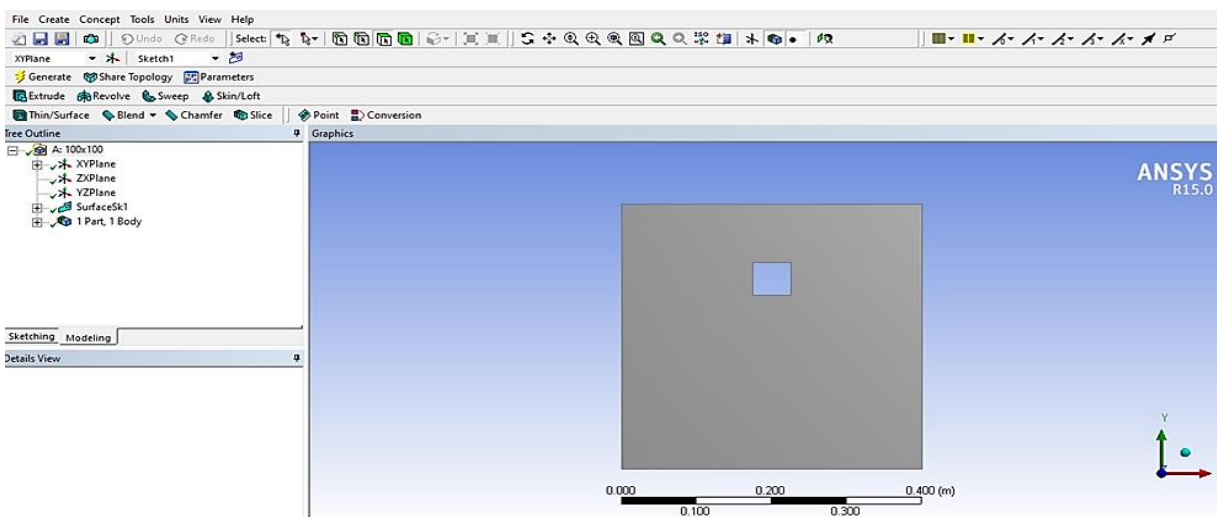 File Create Concept Tools Units View Help
Undo Redo Select:
XYPlane Sketch1
Generate Share Topology Parameters
Extrude Revolve Sweep Skin/Loft
Thin/Surface Blend Chamfer Slice Point Conversion
Tree Outline
A: 100x100
XYPlane
ZXPlane
YZPlane
SurfaceSk1
1 Part, 1 Body
Sketching Modeling
Details View
Graphics
ANSYS
R15.0
Y
0.000 0.200 0.400 (m)
0.100 0.300